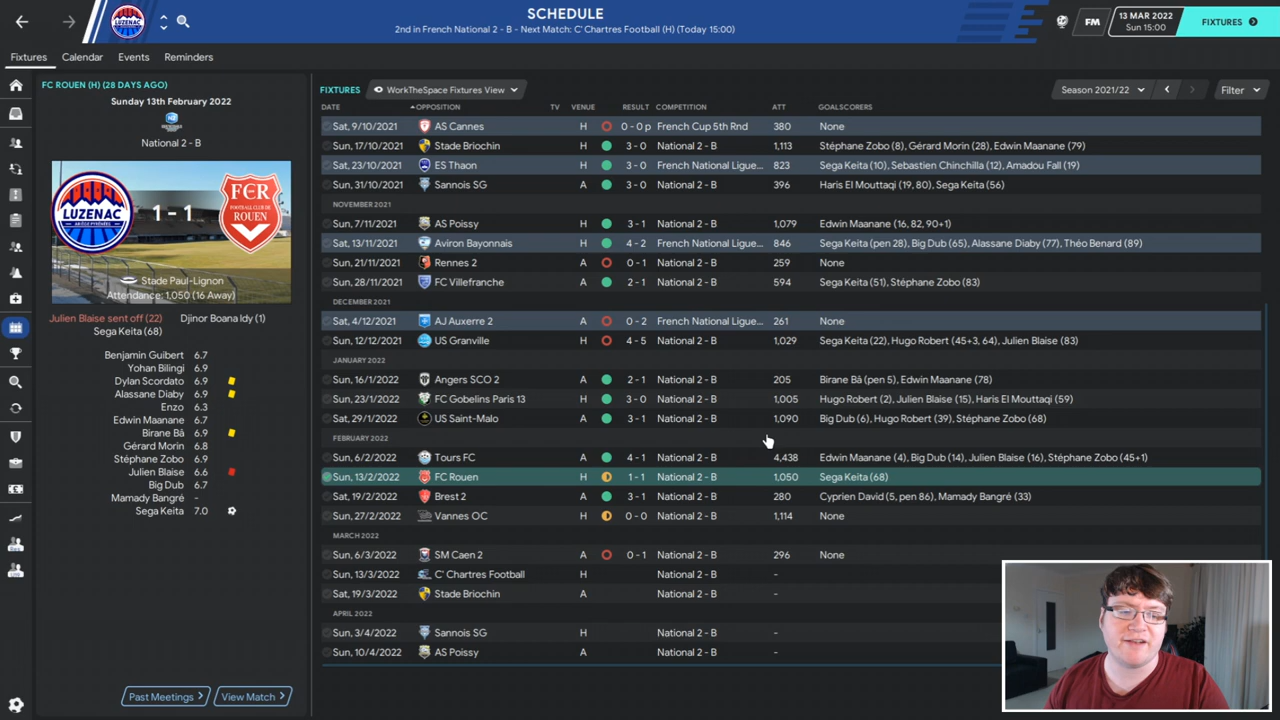 SCHEDULE
2nd in French National 2 - B - Next Match: C' Chartres Football (H) (Today 15:00)
FM
13 MAR 2022
Sun 15:00
FIXTURES
Fixtures Calendar Events Reminders
FC ROUEN (H) (28 DAYS AGO)
Sunday 13th February 2022
National 2 - B
LUZENAC
ARIÈGE PYRÉNÉES
1 - 1
FCR
FOOTBALL CLUB DE
ROUEN
Stade Paul-Lignon
Attendance: 1,050 (16 Away)
Julien Blaise sent off (22) Djinor Boana Idy (1)
Sega Keita (68)
Benjamin Guibert 6.7
Yohan Bilingi 6.9
Dylan Scordato 6.9
Alassane Diaby 6.9
Enzo 6.3
Edwin Maanane 6.7
Birane Bâ 6.9
Gérard Morin 6.8
Stéphane Zobo 6.9
Julien Blaise 6.6
Big Dub 6.7
Mamady Bangré -
Sega Keita 7.0
Past Meetings View Match
FIXTURES WorkTheSpace Fixtures View Season 2021/22 Filter
DATE OPPOSITION TV VENUE RESULT COMPETITION ATT GOALSCORERS
Sat, 9/10/2021 AS Cannes H 0 - 0 p French Cup 5th Rnd 380 None
Sun, 17/10/2021 Stade Briochin H 3 - 0 National 2 - B 1,113 Stéphane Zobo (8), Gérard Morin (28), Edwin Maanane (79)
Sat, 23/10/2021 ES Thaon H 3 - 0 French National Ligue... 823 Sega Keita (10), Sebastien Chinchilla (12), Amadou Fall (19)
Sun, 31/10/2021 Sannois SG A 3 - 0 National 2 - B 396 Haris El Mouttaqi (19, 80), Sega Keita (56)
NOVEMBER 2021
Sun, 7/11/2021 AS Poissy H 3 - 1 National 2 - B 1,079 Edwin Maanane (16, 82, 90+1)
Sat, 13/11/2021 Aviron Bayonnais H 4 - 2 French National Ligue... 846 Sega Keita (pen 28), Big Dub (65), Alassane Diaby (77), Théo Benard (89)
Sun, 21/11/2021 Rennes 2 A 0 - 1 National 2 - B 259 None
Sun, 28/11/2021 FC Villefranche A 2 - 1 National 2 - B 594 Sega Keita (51), Stéphane Zobo (83)
DECEMBER 2021
Sat, 4/12/2021 AJ Auxerre 2 A 0 - 2 French National Ligue... 261 None
Sun, 12/12/2021 US Granville H 4 - 5 National 2 - B 1,029 Sega Keita (22), Hugo Robert (45+3, 64), Julien Blaise (83)
JANUARY 2022
Sun, 16/1/2022 Angers SCO 2 A 2 - 1 National 2 - B 205 Birane Bâ (pen 5), Edwin Maanane (78)
Sun, 23/1/2022 FC Gobelins Paris 13 H 3 - 0 National 2 - B 1,005 Hugo Robert (2), Julien Blaise (15), Haris El Mouttaqi (59)
Sat, 29/1/2022 US Saint-Malo A 3 - 1 National 2 - B 1,090 Big Dub (6), Hugo Robert (39), Stéphane Zobo (68)
FEBRUARY 2022
Sun, 6/2/2022 Tours FC A 4 - 1 National 2 - B 4,438 Edwin Maanane (4), Big Dub (14), Julien Blaise (16), Stéphane Zobo (45+1)
Sun, 13/2/2022 FC Rouen H 1 - 1 National 2 - B 1,050 Sega Keita (68)
Sat, 19/2/2022 Brest 2 A 3 - 1 National 2 - B 280 Cyprien David (5, pen 86), Mamady Bangré (33)
Sun, 27/2/2022 Vannes OC H 0 - 0 National 2 - B 1,114 None
MARCH 2022
Sun, 6/3/2022 SM Caen 2 A 0 - 1 National 2 - B 296 None
Sun, 13/3/2022 C' Chartres Football H National 2 - B -
Sat, 19/3/2022 Stade Briochin A National 2 - B -
APRIL 2022
Sun, 3/4/2022 Sannois SG H National 2 - B -
Sun, 10/4/2022 AS Poissy A National 2 - B -